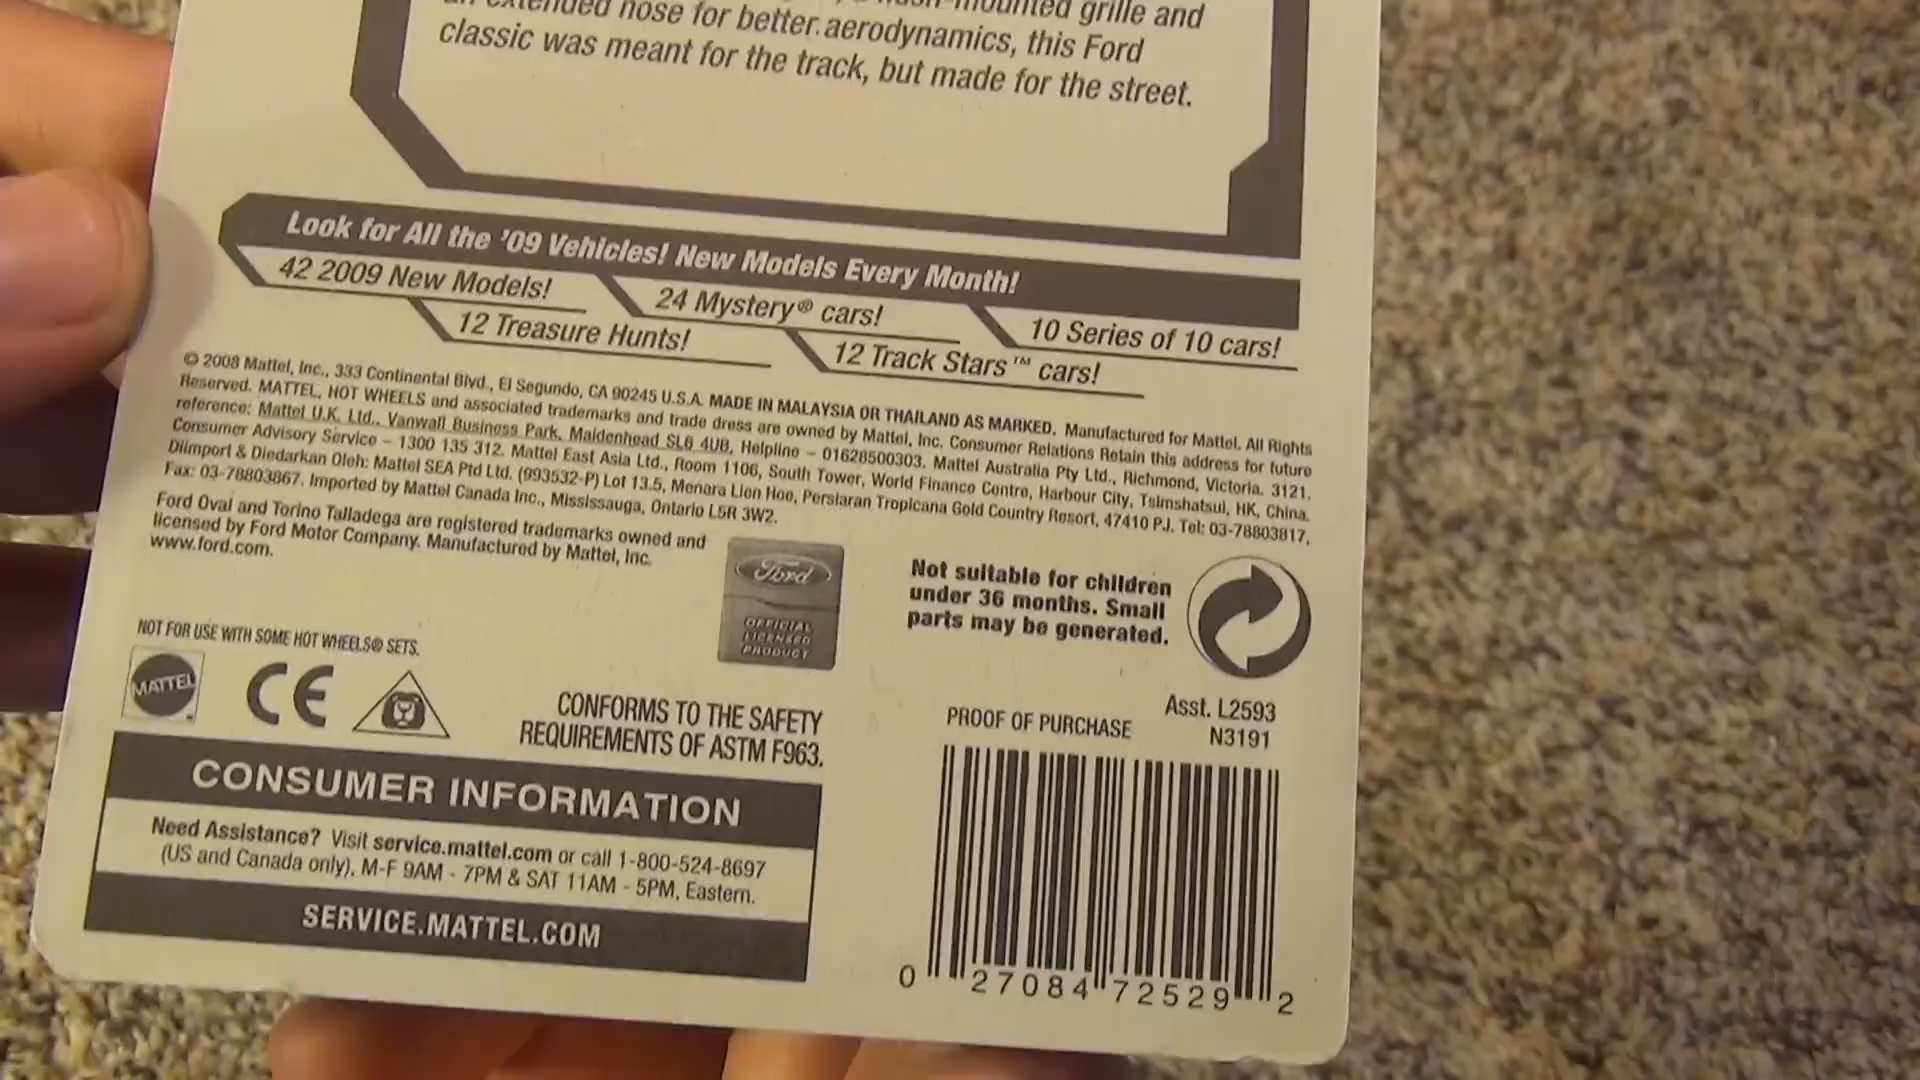 extended nose for better aerodynamics, this Ford
mounted grille and
classic was meant for the track, but made for the street.
Look for All the '09 Vehicles! New Models Every Month!
42 2009 New Models!
24 Mystery® cars!
10 Series of 10 cars!
12 Treasure Hunts!
12 Track Stars™ cars!
© 2008 Mattel, Inc., 333 Continental Blvd., El Segundo, CA 90245 U.S.A. MADE IN MALAYSIA OR THAILAND AS MARKED. Manufactured for Mattel. All Rights
Reserved. MATTEL, HOT WHEELS and associated trademarks and trade dress are owned by Mattel, Inc. Consumer Relations Retain this address for future
reference: Mattel U.K. Ltd., Vanwall Business Park, Maidenhead SL6 4UB, Helpline – 01628500303. Mattel Australia Pty Ltd., Richmond, Victoria. 3121.
Consumer Advisory Service – 1300 135 312. Mattel East Asia Ltd., Room 1106, South Tower, World Finance Centre, Harbour City, Tsimshatsui, HK, China.
Diimport & Diedarkan Oleh: Mattel SEA Ptd Ltd. (993532-P) Lot 13.5, Menara Lien Hoe, Persiaran Tropicana Gold Country Resort, 47410 PJ. Tel: 03-78803817,
Fax: 03-78803867. Imported by Mattel Canada Inc., Mississauga, Ontario L5R 3W2.
Ford Oval and Torino Talladega are registered trademarks owned and
licensed by Ford Motor Company. Manufactured by Mattel, Inc.
www.ford.com.
Ford
OFFICIAL
LICENSED
PRODUCT
Not suitable for children
under 36 months. Small
parts may be generated.
NOT FOR USE WITH SOME HOT WHEELS® SETS.
MATTEL
CE
CONFORMS TO THE SAFETY
REQUIREMENTS OF ASTM F963.
PROOF OF PURCHASE
Asst. L2593
N3191
CONSUMER INFORMATION
Need Assistance? Visit service.mattel.com or call 1-800-524-8697
(US and Canada only), M-F 9AM - 7PM & SAT 11AM - 5PM, Eastern.
SERVICE.MATTEL.COM
0 27084 72529 2